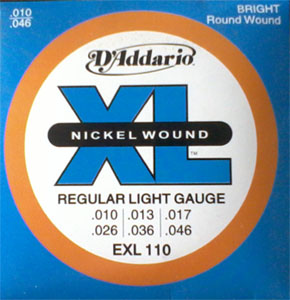 .010
.046
BRIGHT
Round Wound
D'Addario
XL
NICKEL WOUND
TM
REGULAR LIGHT GAUGE
.010 .013 .017
.026 .036 .046
EXL 110